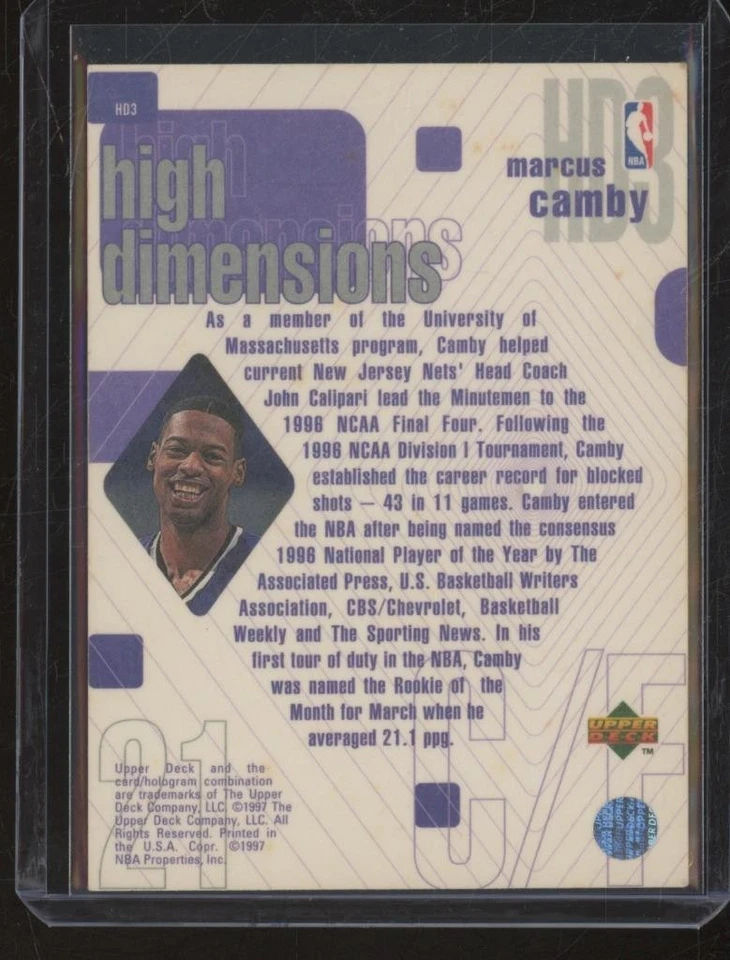 HD3
HD3
NBA
high
high
dimensions
dimensions
marcus
camby
As a member of the University of
Massachusetts program, Camby helped
current New Jersey Nets' Head Coach
John Calipari lead the Minutemen to the
1996 NCAA Final Four. Following the
1996 NCAA Division I Tournament, Camby
established the career record for blocked
shots – 43 in 11 games. Camby entered
the NBA after being named the consensus
1996 National Player of the Year by The
Associated Press, U.S. Basketball Writers
Association, CBS/Chevrolet, Basketball
Weekly and The Sporting News. In his
first tour of duty in the NBA, Camby
was named the Rookie of the
Month for March when he
averaged 21.1 ppg.
C/F
UPPER
DECK
TM
21
Upper Deck and the
card/hologram combination
are trademarks of The Upper
Deck Company, LLC. ©1997 The
Upper Deck Company, LLC. All
Rights Reserved. Printed in
the U.S.A. Copr. ©1997
NBA Properties, Inc.